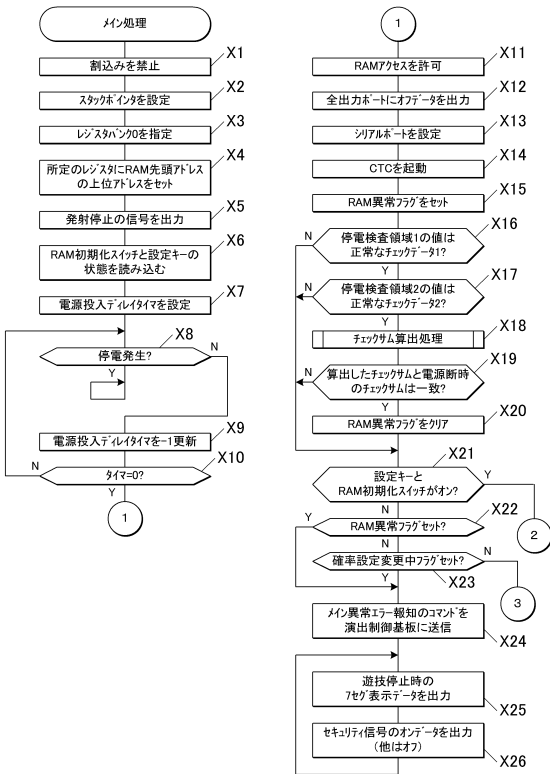 メイン処理
X1
割込みを禁止
X2
スタックポインタを設定
X3
レジスタバンク0を指定
X4
所定のレジスタにRAM先頭アドレス
の上位アドレスをセット
X5
発射停止の信号を出力
X6
RAM初期化スイッチと設定キーの
状態を読み込む
X7
電源投入ディレイタイマを設定
X8
停電発生?
N
Y
X9
電源投入ディレイタイマを-1更新
X10
N
タイマ=0?
Y
1
1
X11
RAMアクセスを許可
X12
全出力ポートにオフデータを出力
X13
シリアルポートを設定
X14
CTCを起動
X15
RAM異常フラグをセット
X16
N
停電検査領域1の値は
正常なチェックデータ1?
Y
X17
N
停電検査領域2の値は
正常なチェックデータ2?
Y
X18
チェックサム算出処理
X19
算出したチェックサムと電源断時
のチェックサムは一致?
N
Y
X20
RAM異常フラグをクリア
X21
設定キーと
RAM初期化スイッチがオン?
Y
N
2
X22
Y
RAM異常フラグセット?
N
確率設定変更中フラグセット?
N
X23
Y
3
メイン異常エラー報知のコマンドを
演出制御基板に送信
X24
遊技停止時の
7セグ表示データを出力
X25
セキュリティ信号のオンデータを出力
(他はオフ)
X26